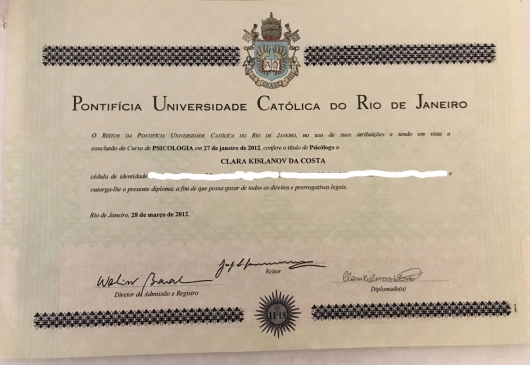 PONTIFÍCIA UNIVERSIDADE CATÓLICA DO RIO DE JANEIRO
O REITOR DA PONTIFÍCIA UNIVERSIDADE CATÓLICA DO RIO DE JANEIRO, no uso de suas atribuições e tendo em vista a
conclusão do Curso de PSICOLOGIA em 27 de janeiro de 2012, confere o título de Psicólogo a
CLARA KISLANOV DA COSTA
cédula de identidade e
outorga-lhe o presente diploma, a fim de que possa gozar de todos os direitos e prerrogativas legais.
Rio de Janeiro, 28 de março de 2012.
Reitor
Diretor de Admissão e Registro
Diplomado(a)